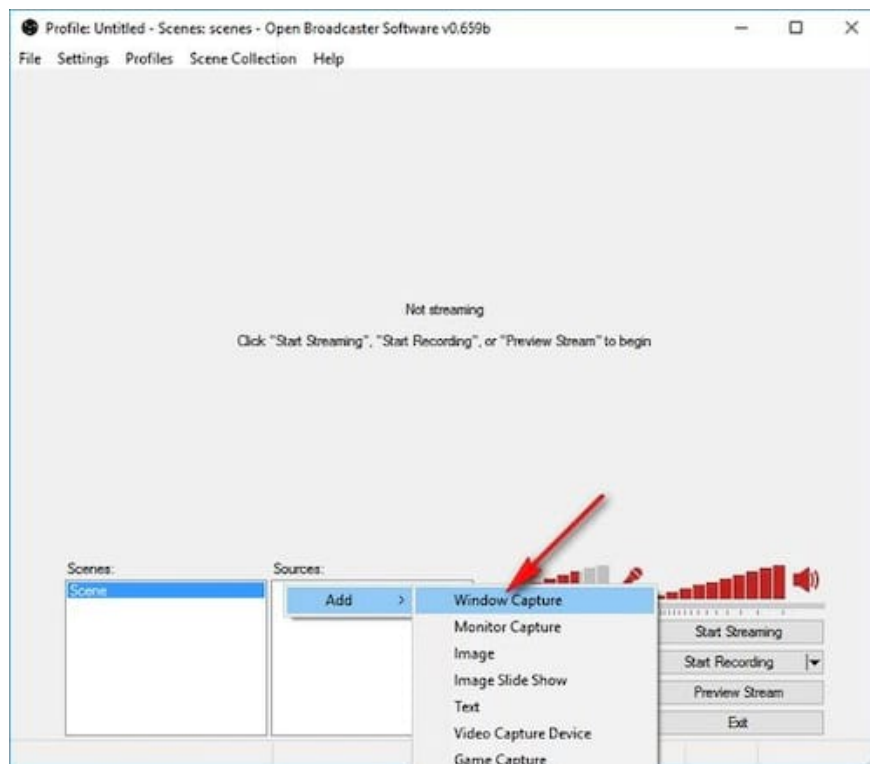 Profile: Untitled - Scenes: scenes - Open Broadcaster Software v0.659b
File Settings Profiles Scene Collection Help
Not streaming
Click "Start Streaming", "Start Recording", or "Preview Stream" to begin
Scenes:
Sources:
Scene
Add
Window Capture
Monitor Capture
Image
Image Slide Show
Text
Video Capture Device
Game Capture
Start Streaming
Start Recording
Preview Stream
Exit